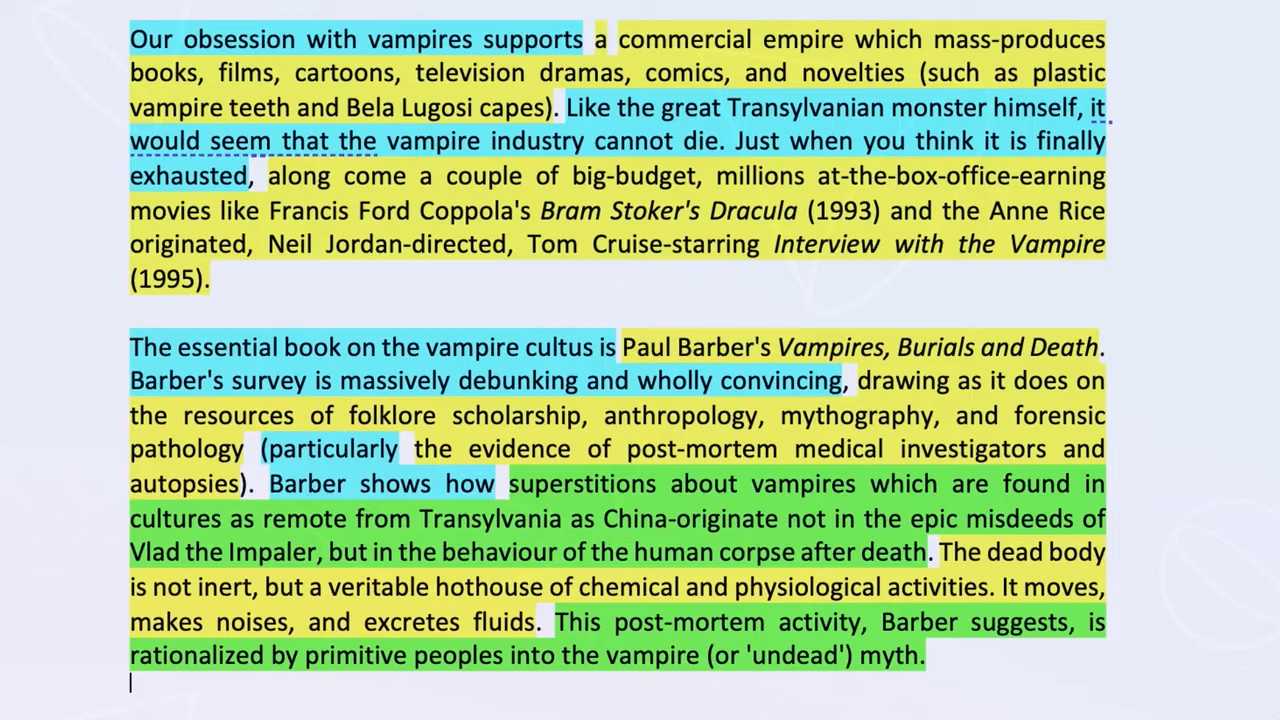 Our obsession with vampires supports a commercial empire which mass-produces
books, films, cartoons, television dramas, comics, and novelties (such as plastic
vampire teeth and Bela Lugosi capes). Like the great Transylvanian monster himself, it
would seem that the vampire industry cannot die. Just when you think it is finally
exhausted, along come a couple of big-budget, millions at-the-box-office-earning
movies like Francis Ford Coppola's Bram Stoker's Dracula (1993) and the Anne Rice
originated, Neil Jordan-directed, Tom Cruise-starring Interview with the Vampire
(1995).
The essential book on the vampire cultus is Paul Barber's Vampires, Burials and Death.
Barber's survey is massively debunking and wholly convincing, drawing as it does on
the resources of folklore scholarship, anthropology, mythography, and forensic
pathology (particularly the evidence of post-mortem medical investigators and
autopsies). Barber shows how superstitions about vampires which are found in
cultures as remote from Transylvania as China-originate not in the epic misdeeds of
Vlad the Impaler, but in the behaviour of the human corpse after death. The dead body
is not inert, but a veritable hothouse of chemical and physiological activities. It moves,
makes noises, and excretes fluids. This post-mortem activity, Barber suggests, is
rationalized by primitive peoples into the vampire (or 'undead') myth.